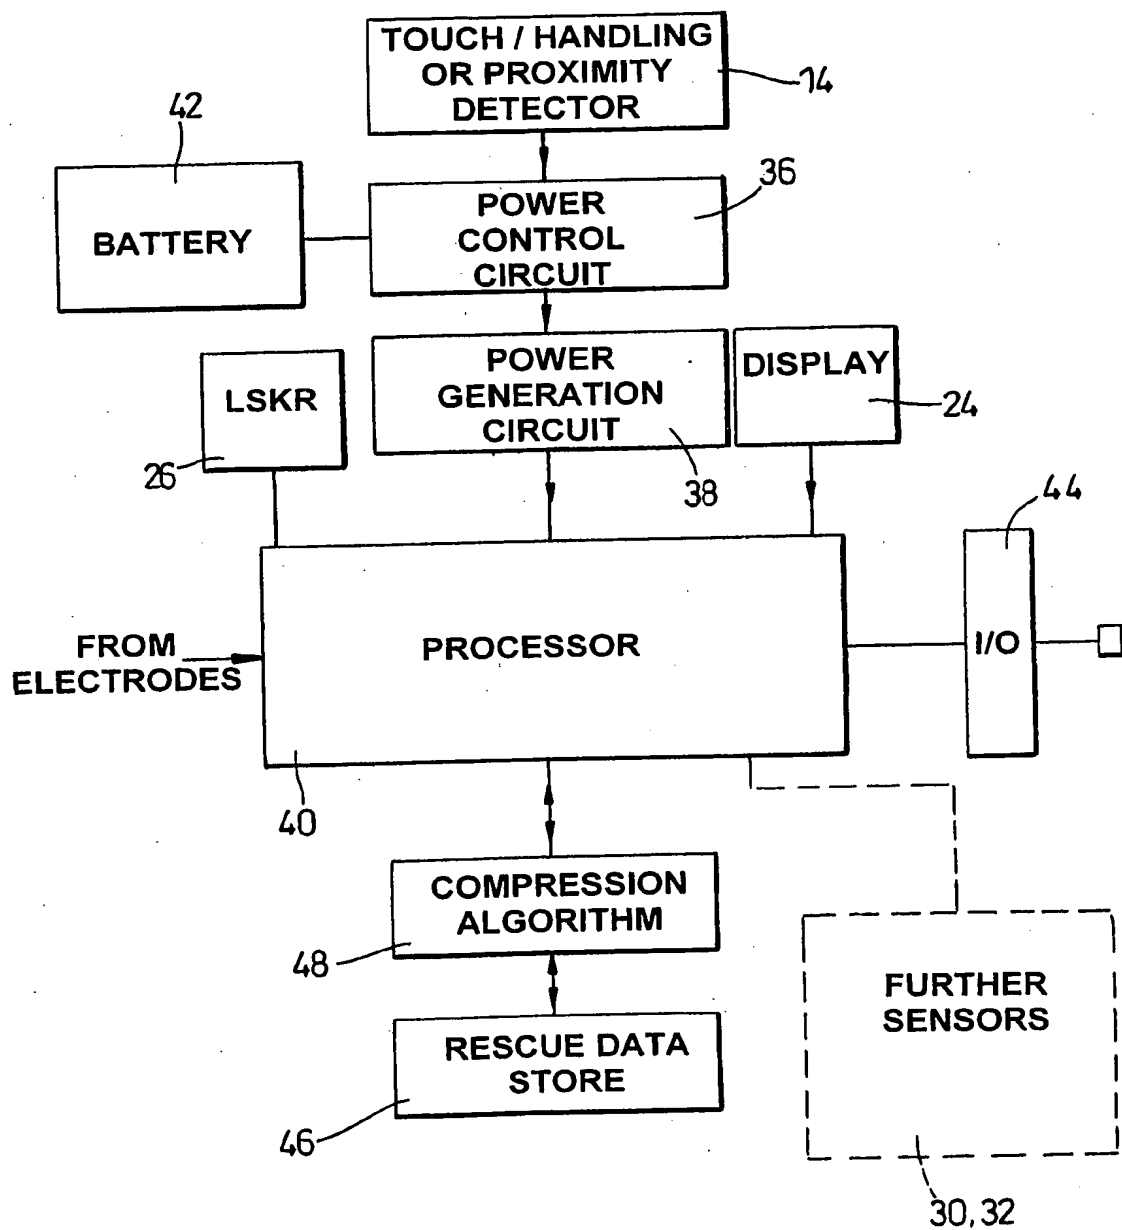 TOUCH / HANDLING
OR PROXIMITY
DETECTOR
14
42
BATTERY
POWER
CONTROL
CIRCUIT
36
LSKR
26
POWER
GENERATION
CIRCUIT
38
DISPLAY
24
44
FROM
ELECTRODES
PROCESSOR
I/O
40
COMPRESSION
ALGORITHM
48
RESCUE DATA
STORE
46
FURTHER
SENSORS
30,32